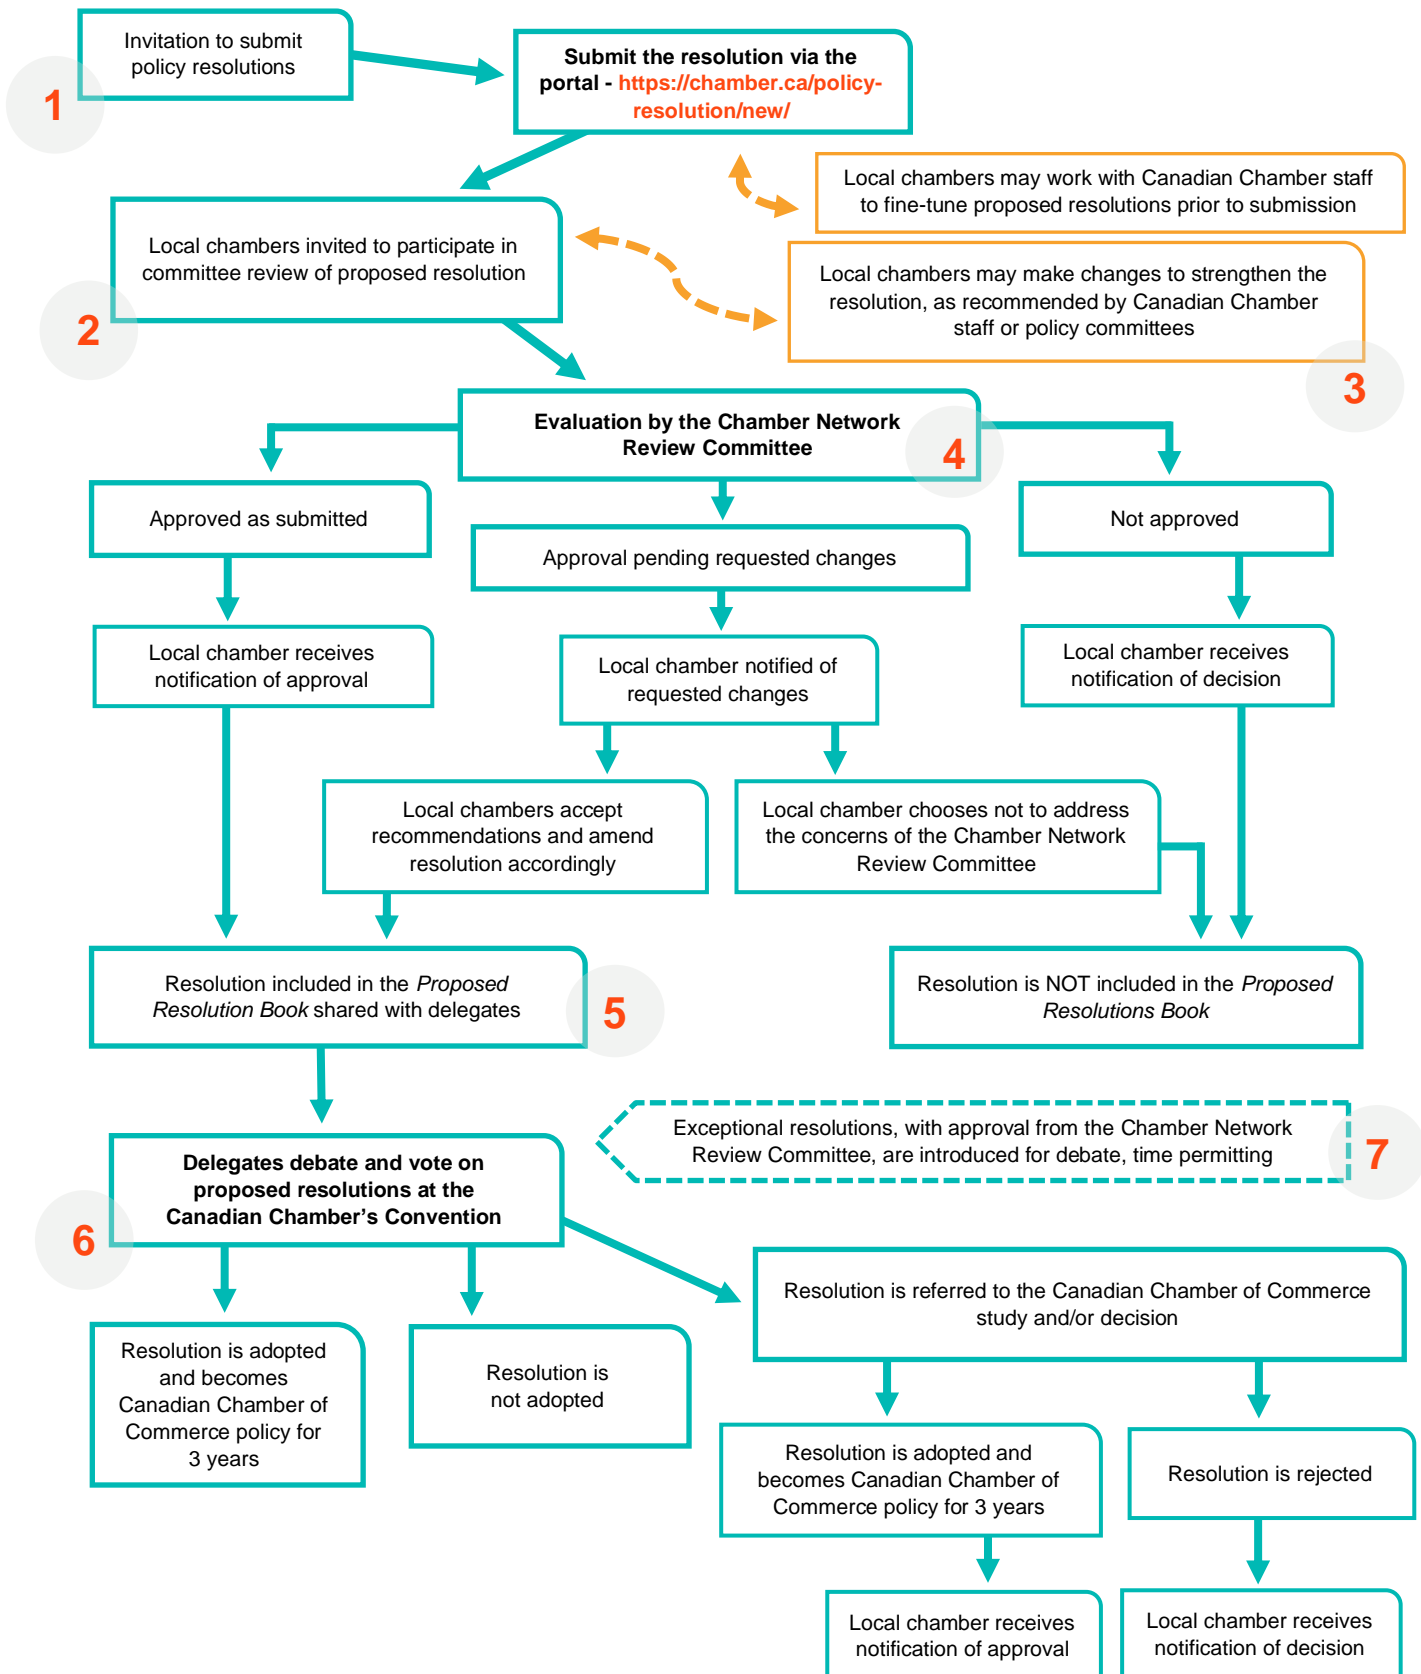 Invitation to submit
policy resolutions
1
Submit the resolution via the
portal - https://chamber.ca/policy-
resolution/new/
Local chambers may work with Canadian Chamber staff
to fine-tune proposed resolutions prior to submission
Local chambers invited to participate in
committee review of proposed resolution
2
Local chambers may make changes to strengthen the
resolution, as recommended by Canadian Chamber
staff or policy committees
3
Evaluation by the Chamber Network
Review Committee
4
Approved as submitted
Approval pending requested changes
Not approved
Local chamber receives
notification of approval
Local chamber notified of
requested changes
Local chamber receives
notification of decision
Local chambers accept
recommendations and amend
resolution accordingly
Local chamber chooses not to address
the concerns of the Chamber Network
Review Committee
Resolution included in the Proposed
Resolution Book shared with delegates
5
Resolution is NOT included in the Proposed
Resolutions Book
Exceptional resolutions, with approval from the Chamber Network
Review Committee, are introduced for debate, time permitting
7
Delegates debate and vote on
proposed resolutions at the
Canadian Chamber’s Convention
6
Resolution is referred to the Canadian Chamber of Commerce
study and/or decision
Resolution is adopted
and becomes
Canadian Chamber of
Commerce policy for
3 years
Resolution is
not adopted
Resolution is adopted and
becomes Canadian Chamber of
Commerce policy for 3 years
Resolution is rejected
Local chamber receives
notification of approval
Local chamber receives
notification of decision